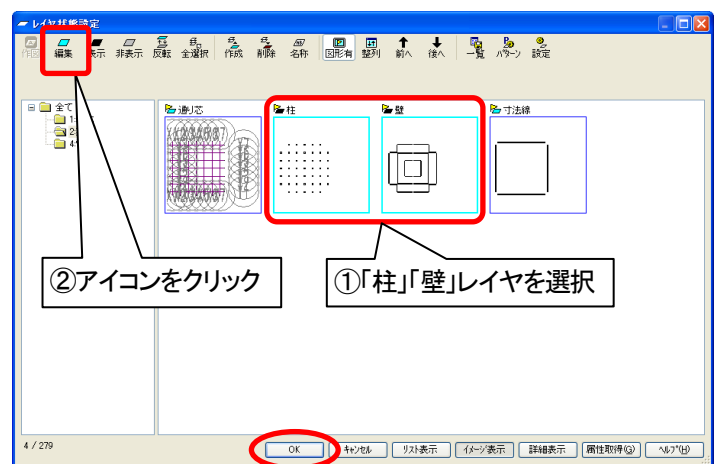 レイヤ状態設定
編集 表示 非表示 反転 全選択 作成 削除 名称 図形有 整列 前へ 後へ 一覧 パターン 設定
全て
通り芯 柱 壁 寸法線
②アイコンをクリック
①「柱」「壁」レイヤを選択
4 / 279
OK キャンセル リスト表示 イメージ表示 詳細表示 属性取得(G) ヘルプ(H)